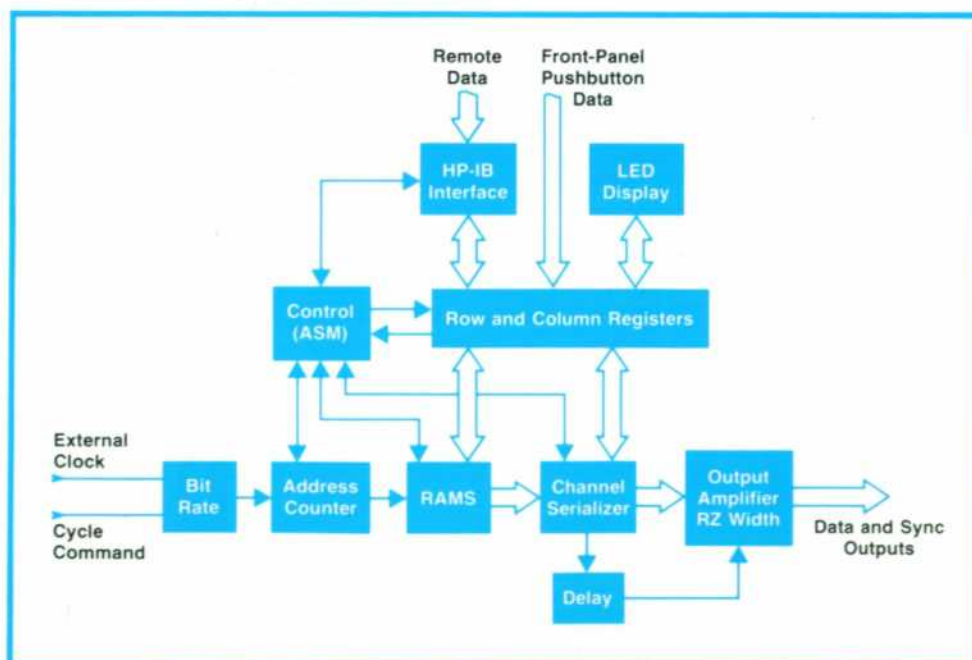 Remote
Data
Front-Panel
Pushbutton
Data
HP-IB
Interface
LED
Display
Control
(ASM)
Row and Column Registers
External
Clock
Cycle
Command
Bit
Rate
Address
Counter
RAMS
Channel
Serializer
Output
Amplifier
RZ Width
Data and Sync
Outputs
Delay